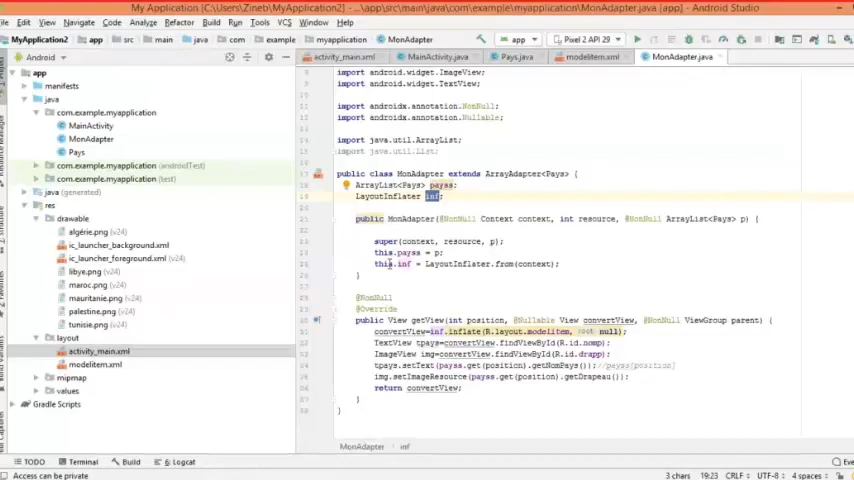 My Application [C:\Users\Zineb\MyApplication2] - ...\app\src\main\java\com\example\myapplication\MonAdapter.java [app] - Android Studio
File Edit View Navigate Code Analyze Refactor Build Run Tools VCS Window Help
MyApplication2 app src main java com example myapplication MonAdapter app Pixel 2 API 29
Android
activity_main.xml MainActivity.java Pays.java modelitem.xml MonAdapter.java
app
manifests
java
com.example.myapplication
MainActivity
MonAdapter
Pays
com.example.myapplication (androidTest)
com.example.myapplication (test)
java (generated)
res
drawable
algérie.png (v24)
ic_launcher_background.xml
ic_launcher_foreground.xml (v24)
libye.png (v24)
maroc.png (v24)
mauritanie.png (v24)
palestine.png (v24)
tunisie.png (v24)
layout
activity_main.xml
modelitem.xml
mipmap
values
Gradle Scripts
import android.widget.ImageView;
import android.widget.TextView;
import androidx.annotation.NonNull;
import androidx.annotation.Nullable;
import java.util.ArrayList;
import java.util.List;
public class MonAdapter extends ArrayAdapter<Pays> {
ArrayList<Pays> payss;
LayoutInflater inf;
public MonAdapter(@NonNull Context context, int resource, @NonNull ArrayList<Pays> p) {
super(context, resource, p);
this.payss = p;
this.inf = LayoutInflater.from(context);
}
@NonNull
@Override
public View getView(int position, @Nullable View convertView, @NonNull ViewGroup parent) {
convertView=inf.inflate(R.layout.modelitem, root: null);
TextView tpays=convertView.findViewById(R.id.nomp);
ImageView img=convertView.findViewById(R.id.drapp);
tpays.setText(payss.get(position).getNomPays());//payss[position]
img.setImageResource(payss.get(position).getDrapeau());
return convertView;
}
}
MonAdapter inf
TODO Terminal Build 6: Logcat
Access can be private 3 chars 19:23 CRLF UTF-8 4 spaces